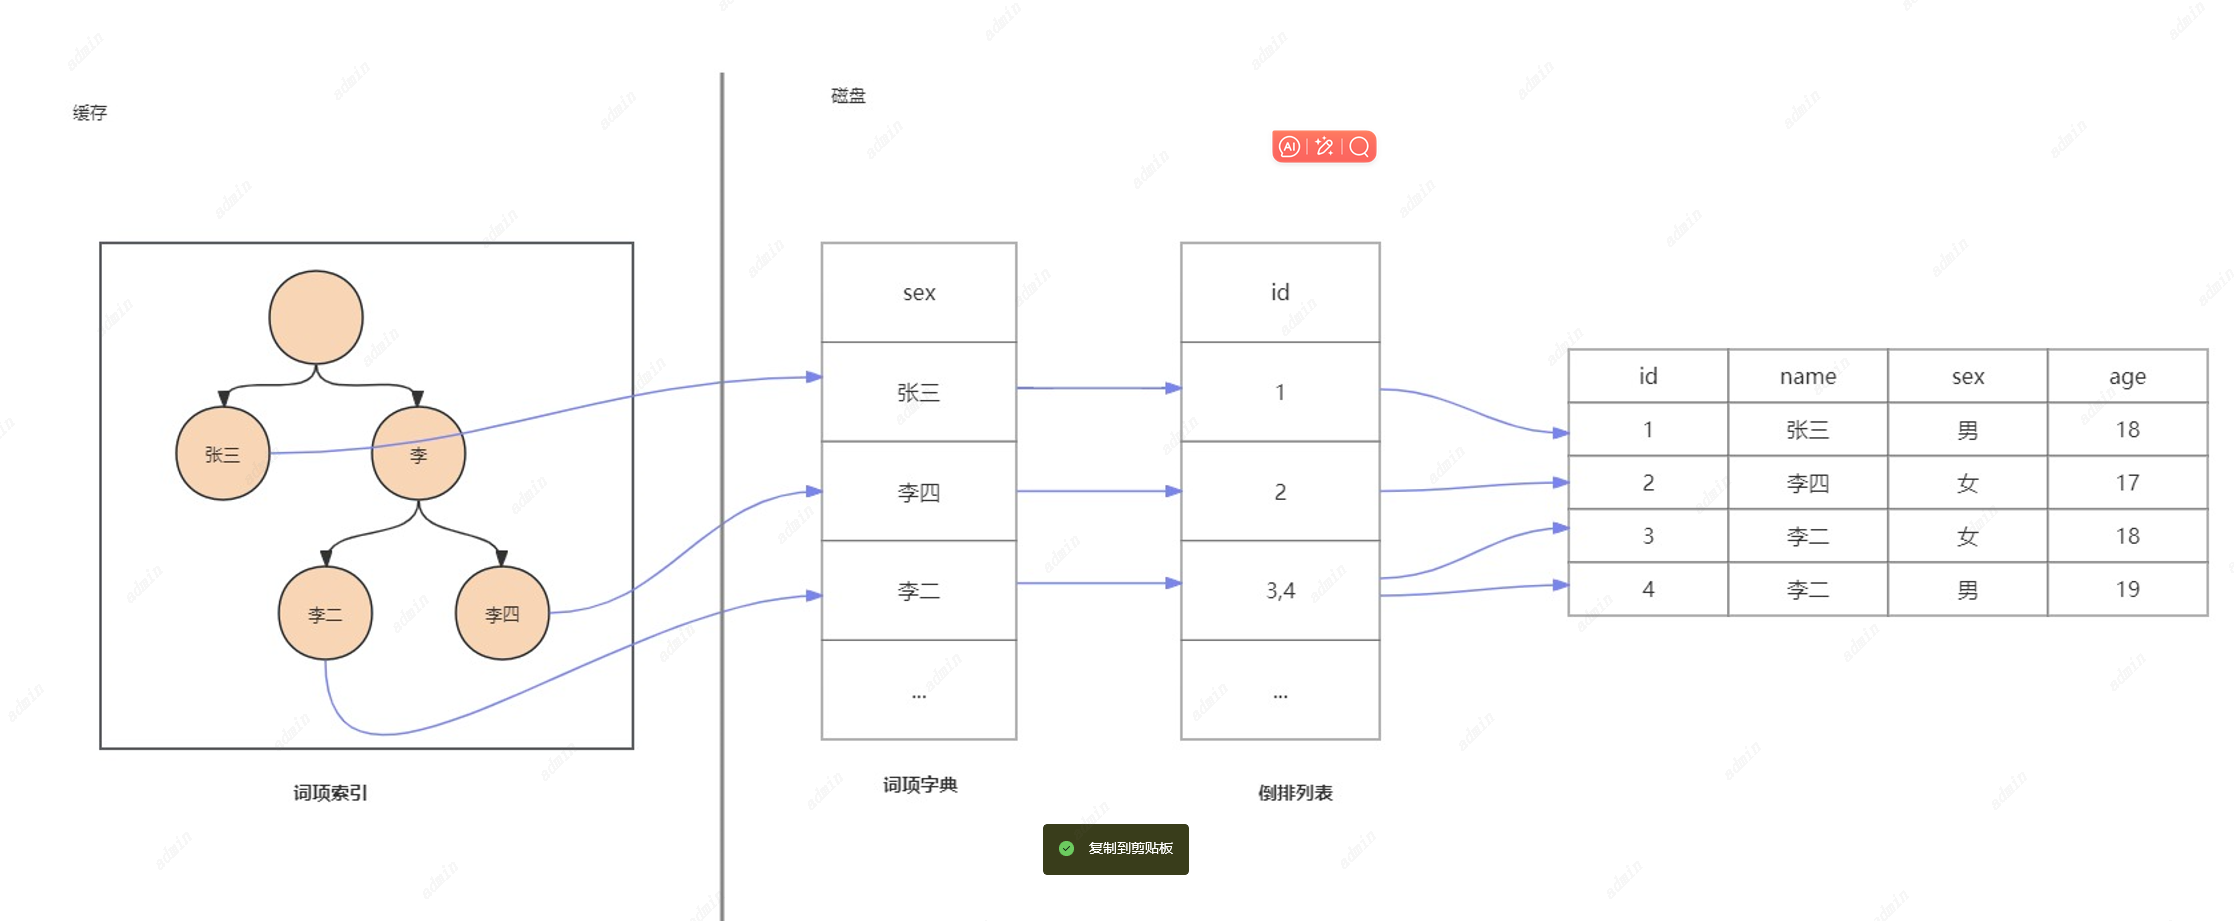 缓存
磁盘
AI
张三
李
李二
李四
词项索引
sex
张三
李四
李二
...
词项字典
id
1
2
3,4
...
倒排列表
id name sex age
1 张三 男 18
2 李四 女 17
3 李二 女 18
4 李二 男 19
复制到剪贴板
admin